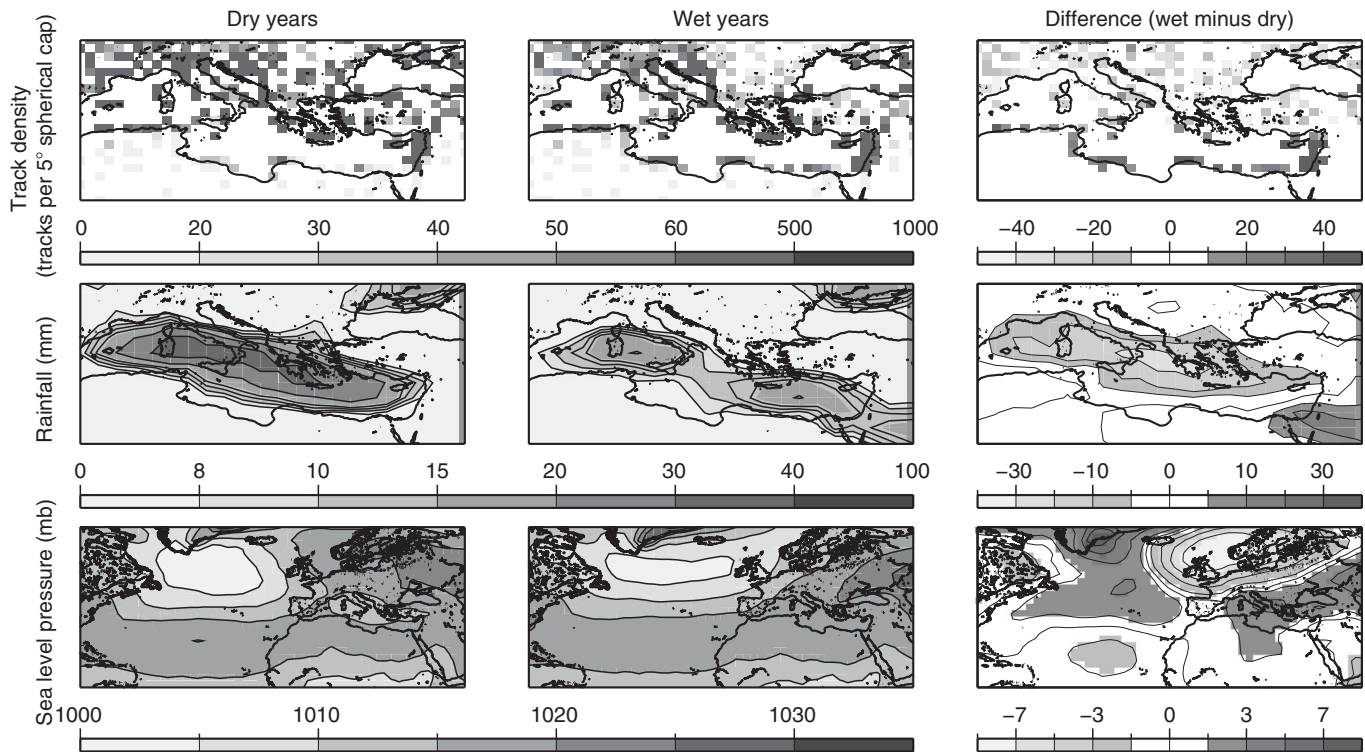 Dry years
Wet years
Difference (wet minus dry)
Track density
(tracks per 5° spherical cap)
0 20 30 40 50 60 500 1000
−40 −20 0 20 40
Rainfall (mm)
0 8 10 15 20 30 40 100
−30 −10 0 10 30
Sea level pressure (mb)
1000 1010 1020 1030
−7 −3 0 3 7